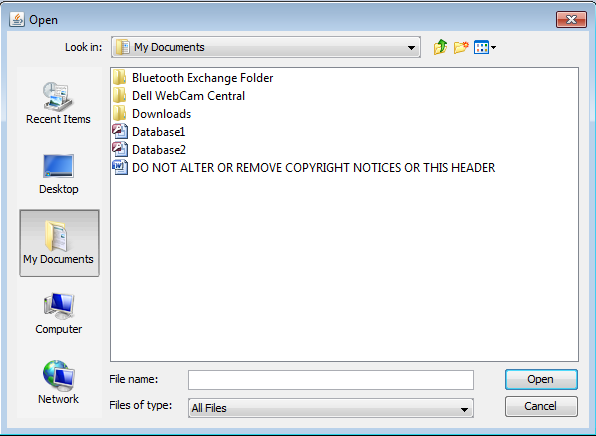 Open
Look in: My Documents
Bluetooth Exchange Folder
Dell WebCam Central
Downloads
Database1
Database2
DO NOT ALTER OR REMOVE COPYRIGHT NOTICES OR THIS HEADER
Recent Items
Desktop
My Documents
Computer
Network
File name: Open
Files of type: All Files Cancel